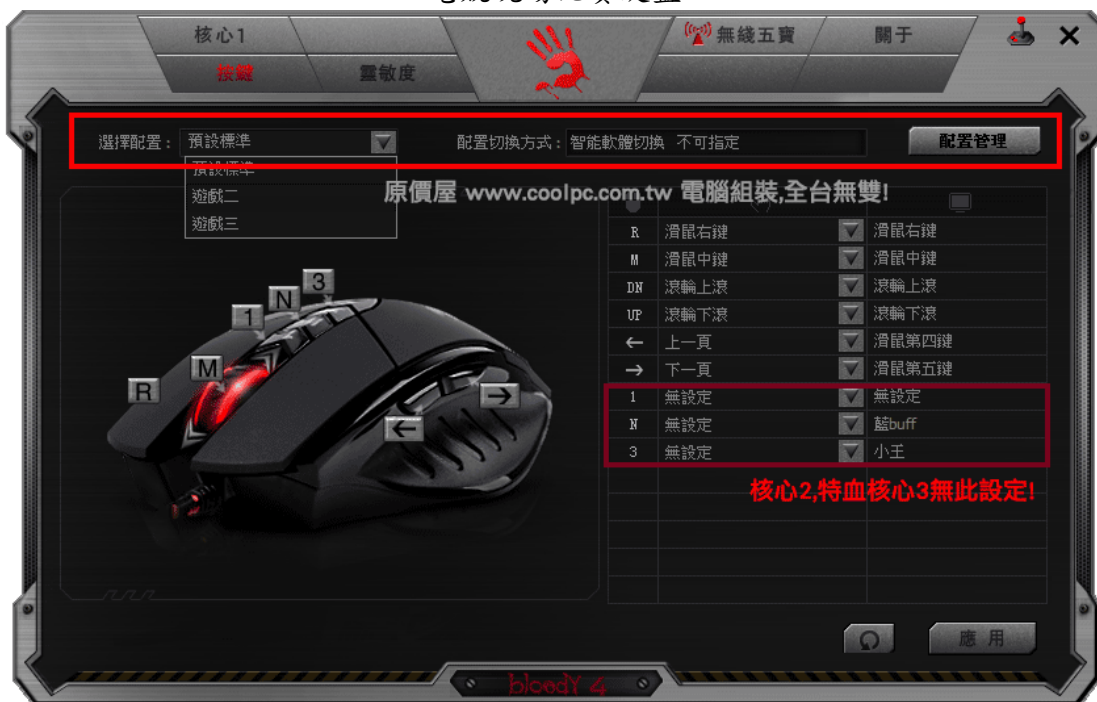 核心1
無綫五寶
關于
按鍵
靈敏度
選擇配置：
預設標準
配置切換方式：
智能軟體切換 不可指定
配置管理
預設標準
遊戲二
遊戲三
原價屋 www.coolpc.com.tw 電腦組裝,全台無雙!
R 滑鼠右鍵 滑鼠右鍵
M 滑鼠中鍵 滑鼠中鍵
DN 滾輪上滾 滾輪上滾
UP 滾輪下滾 滾輪下滾
← 上一頁 滑鼠第四鍵
→ 下一頁 滑鼠第五鍵
1 無設定 無設定
N 無設定 藍buff
3 無設定 小王
3
N
1
M
R
→
←
核心2,特血核心3無此設定!
應用
bloody 4